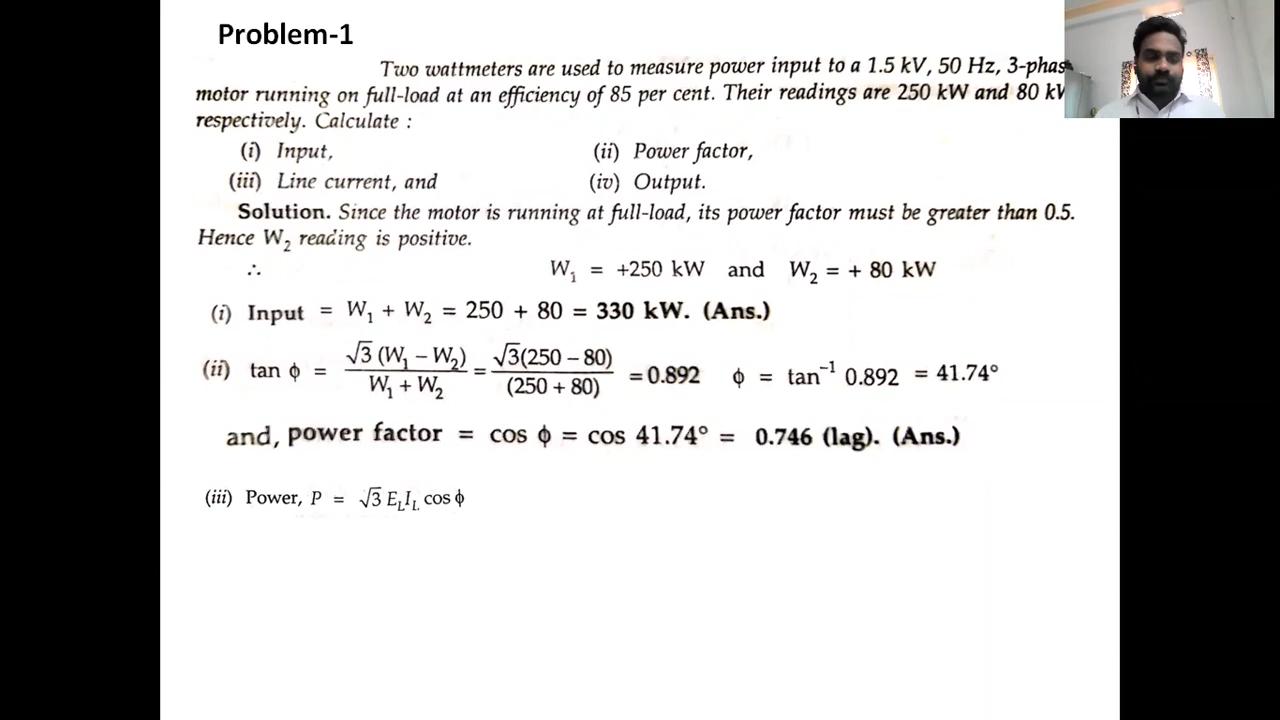 Problem-1
Two wattmeters are used to measure power input to a 1.5 kV, 50 Hz, 3-phas
motor running on full-load at an efficiency of 85 per cent. Their readings are 250 kW and 80 kW
respectively. Calculate :
(i) Input, (ii) Power factor,
(iii) Line current, and (iv) Output.
Solution. Since the motor is running at full-load, its power factor must be greater than 0.5.
Hence W₂ reading is positive.
∴ W₁ = +250 kW and W₂ = + 80 kW
(i) Input = W₁ + W₂ = 250 + 80 = 330 kW. (Ans.)
(ii) tan ϕ = √3 (W₁ – W₂) / W₁ + W₂ = √3(250 – 80) / (250 + 80) = 0.892 ϕ = tan⁻¹ 0.892 = 41.74°
and, power factor = cos ϕ = cos 41.74° = 0.746 (lag). (Ans.)
(iii) Power, P = √3 E_L I_L cos ϕ